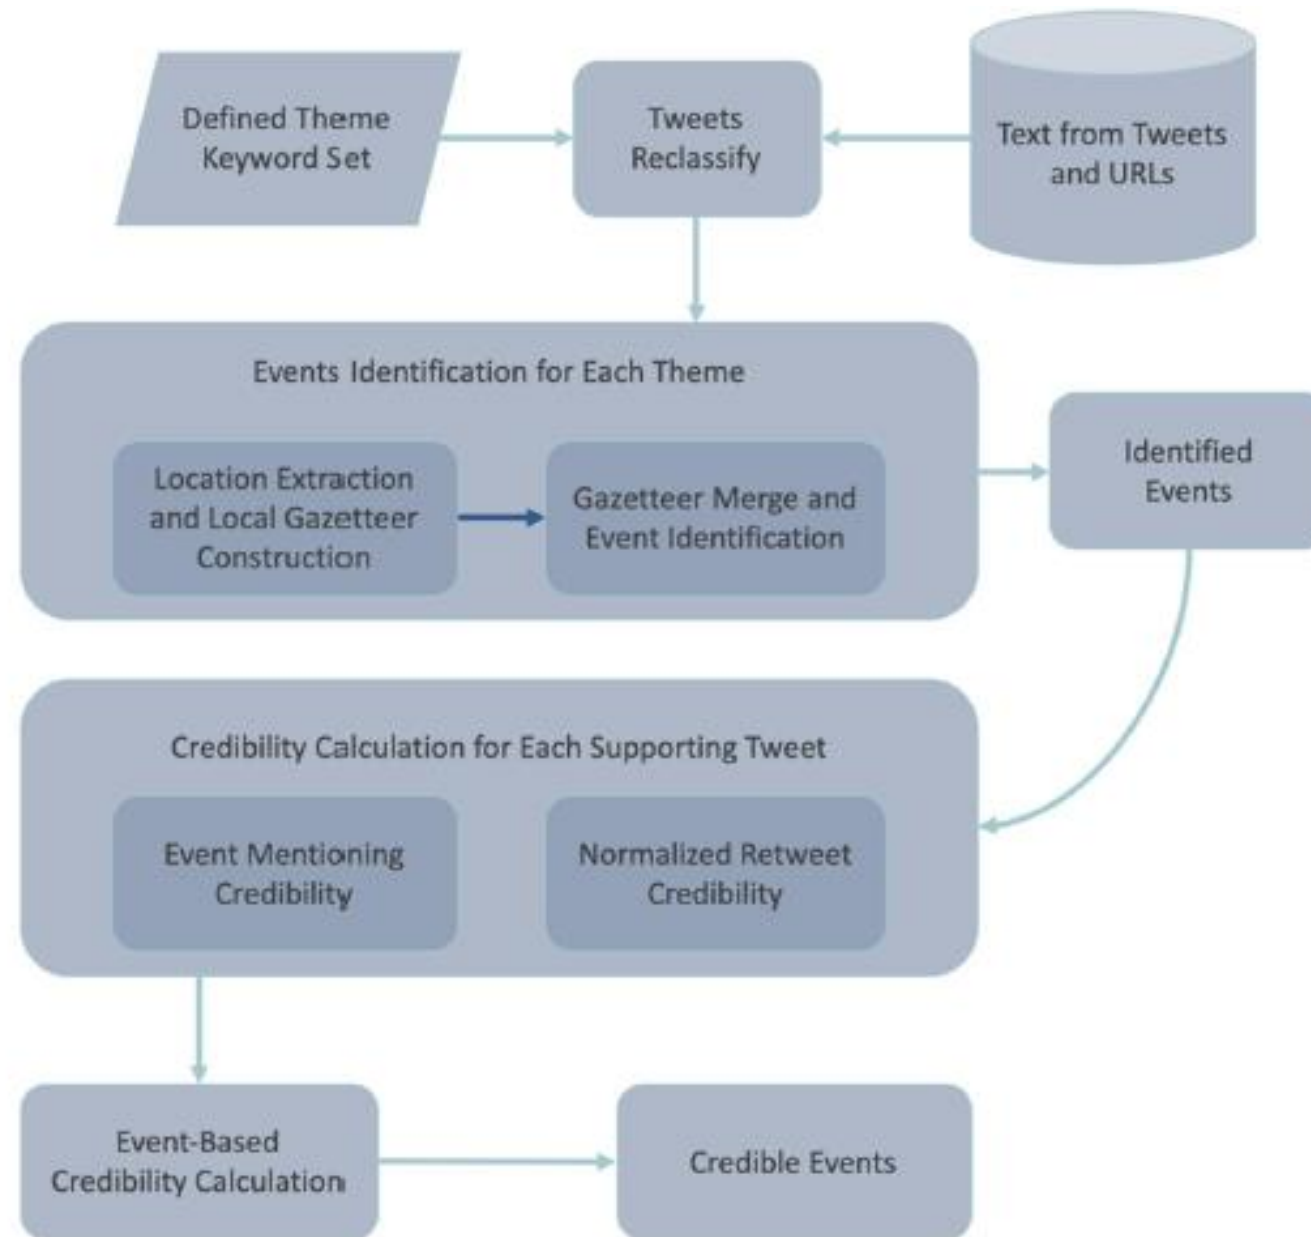 Defined Theme
Keyword Set
Tweets
Reclassify
Text from Tweets
and URLs
Events Identification for Each Theme
Location Extraction
and Local Gazetteer
Construction
Gazetteer Merge and
Event Identification
Identified
Events
Credibility Calculation for Each Supporting Tweet
Event Mentioning
Credibility
Normalized Retweet
Credibility
Event-Based
Credibility Calculation
Credible Events